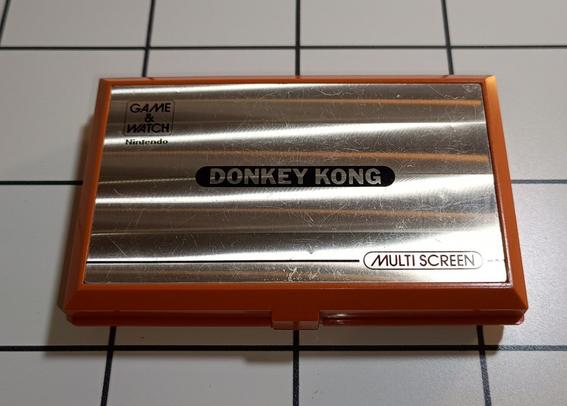 GAME
&
WATCH
Nintendo
DONKEY KONG
MULTI SCREEN